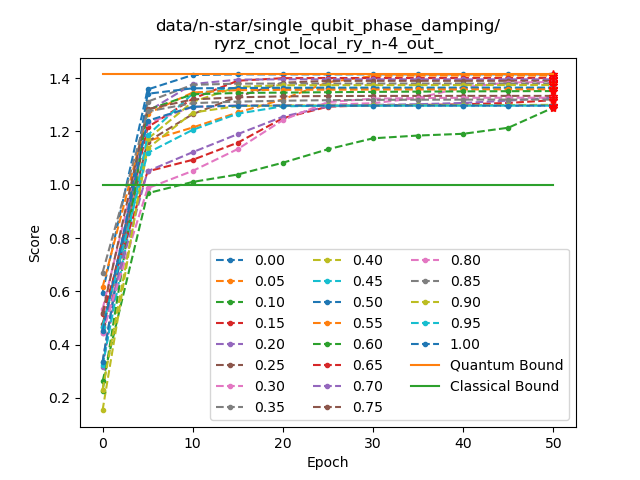 data/n-star/single_qubit_phase_damping/
ryrz_cnot_local_ry_n-4_out_
Score
1.4
1.2
1.0
0.8
0.6
0.4
0.2
0.00 0.40 0.80
0.05 0.45 0.85
0.10 0.50 0.90
0.15 0.55 0.95
0.20 0.60 1.00
0.25 0.65 Quantum Bound
0.30 0.70 Classical Bound
0.35 0.75
0 10 20 30 40 50
Epoch